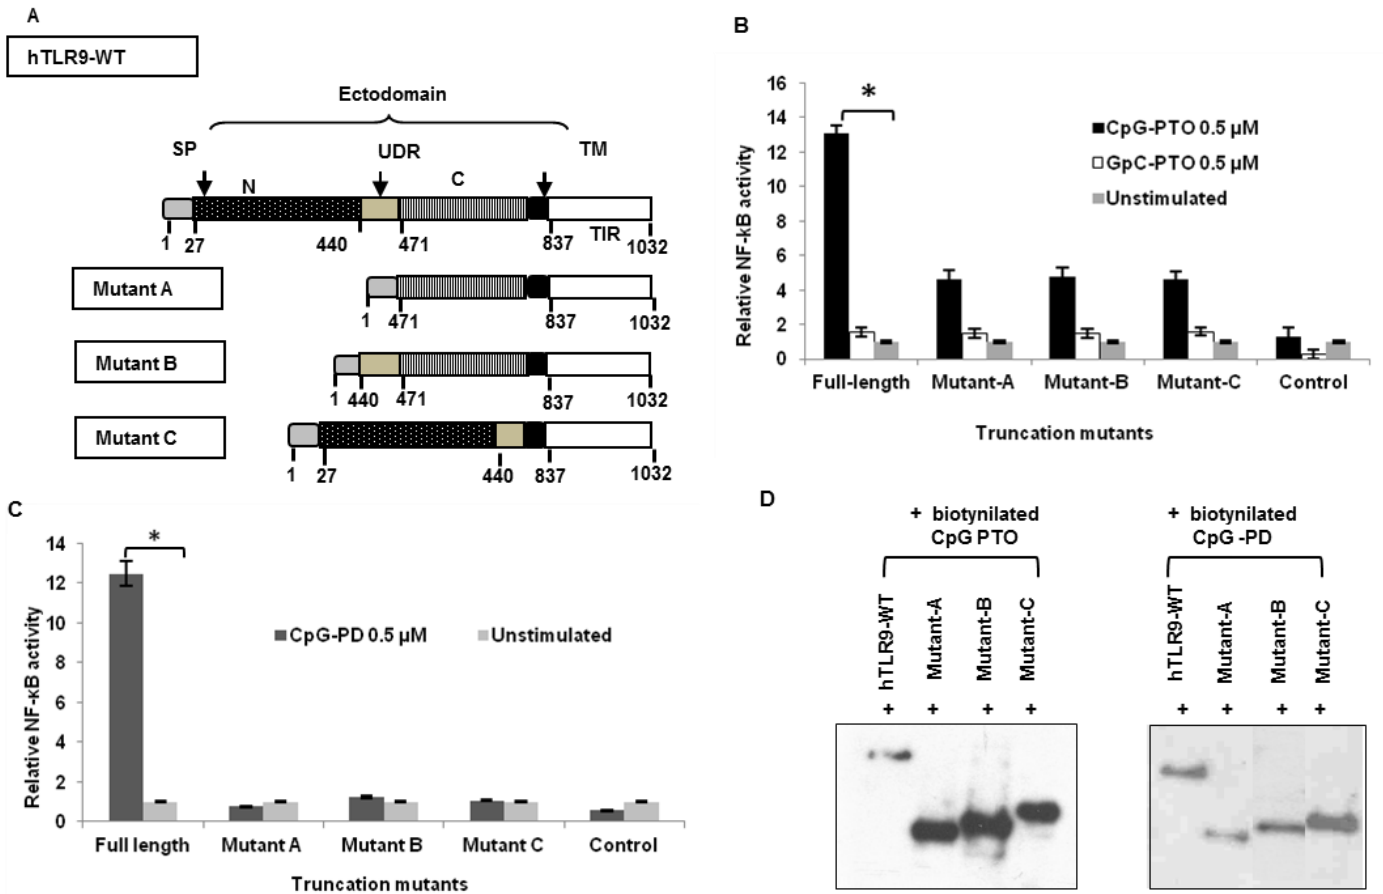 A
hTLR9-WT
Ectodomain
SP
UDR
TM
N
C
1 27 440 471 837 TIR 1032
Mutant A
1 471 837 1032
Mutant B
1 440 471 837 1032
Mutant C
1 27 440 837 1032
B
Relative NF-kB activity
16
14
12
10
8
6
4
2
0
*
CpG-PTO 0.5 µM
GpC-PTO 0.5 µM
Unstimulated
Full-length Mutant-A Mutant-B Mutant-C Control
Truncation mutants
C
Relative NF-κB activity
14
12
10
8
6
4
2
0
*
CpG-PD 0.5 µM Unstimulated
Full length Mutant A Mutant B Mutant C Control
Truncation mutants
D
+ biotynilated
CpG PTO
hTLR9-WT
Mutant-A
Mutant-B
Mutant-C
+ + + +
+ biotynilated
CpG -PD
hTLR9-WT
Mutant-A
Mutant-B
Mutant-C
+ + + +